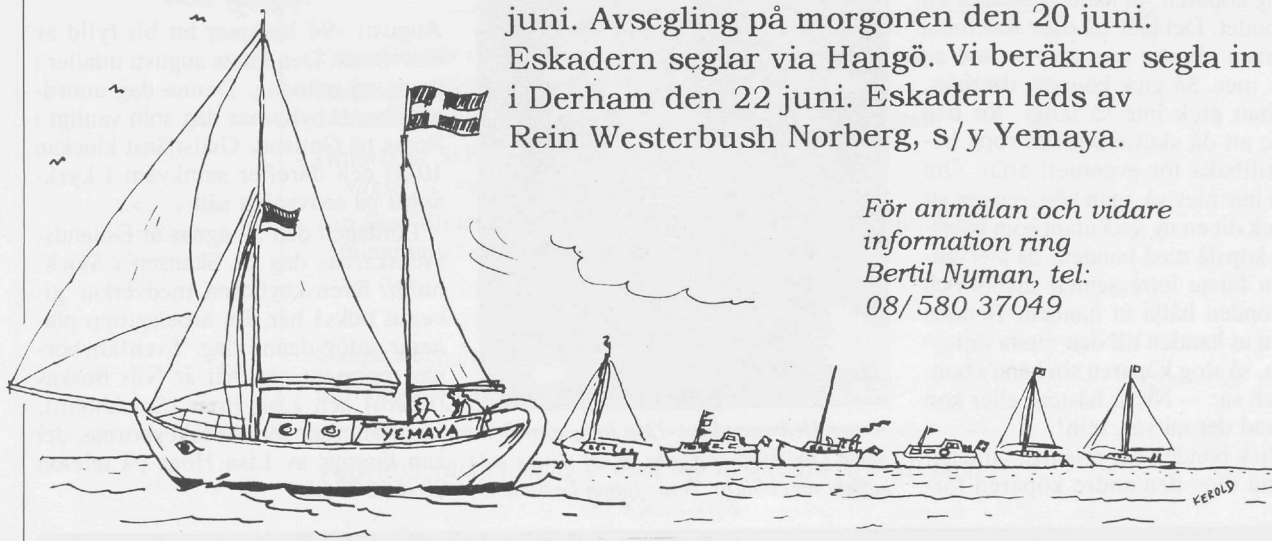 juni. Avsegling på morgonen den 20 juni.
Eskadern seglar via Hangö. Vi beräknar segla in
i Derham den 22 juni. Eskadern leds av
Rein Westerbush Norberg, s/y Yemaya
För anmälan och vidare
information ring
Bertil Nyman, tel:
08/580 37049
YEMAYA
KEROLD